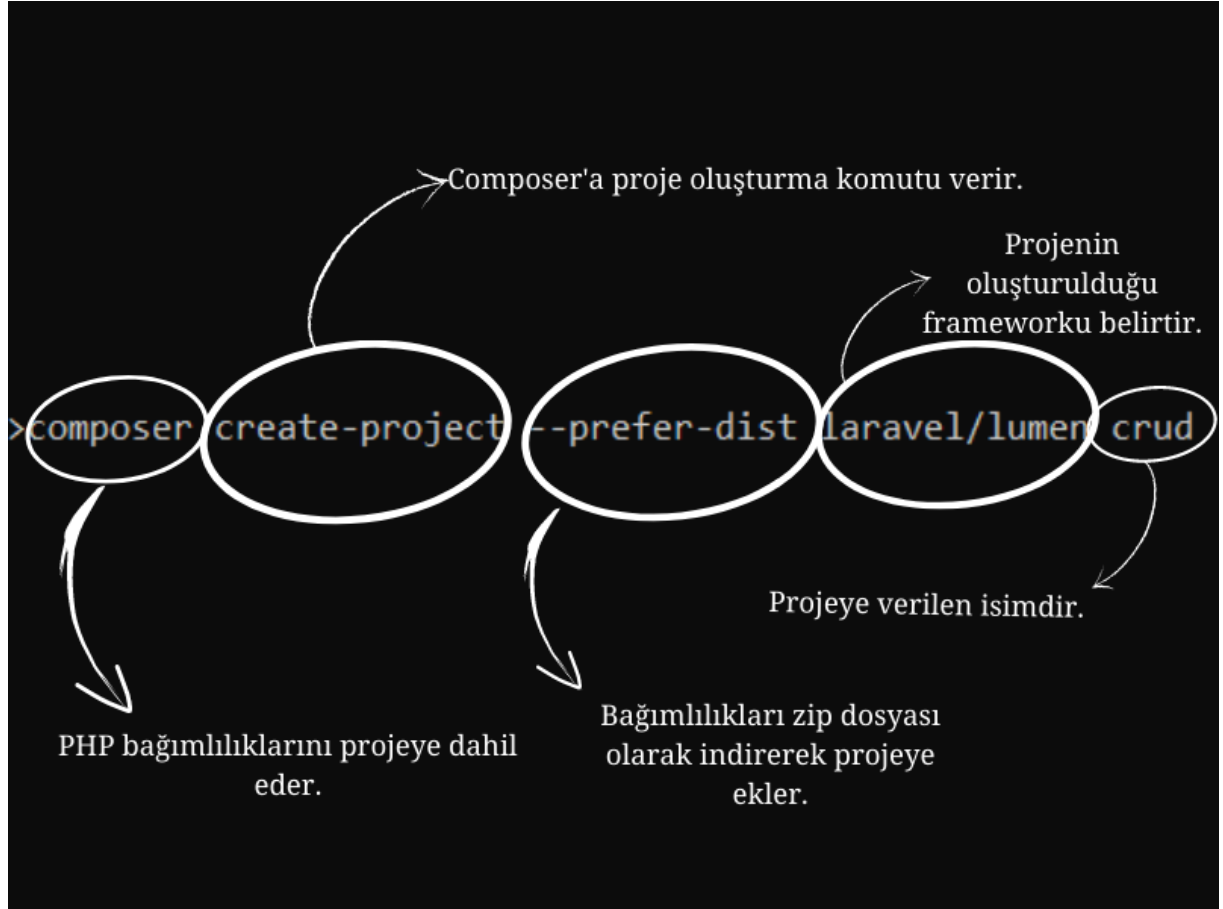 Composer'a proje oluşturma komutu verir.
Projenin
oluşturulduğu
frameworku belirtir.
>composer create-project --prefer-dist laravel/lumen crud
Projeye verilen isimdir.
PHP bağımlılıklarını projeye dahil
eder.
Bağımlılıkları zip dosyası
olarak indirerek projeye
ekler.